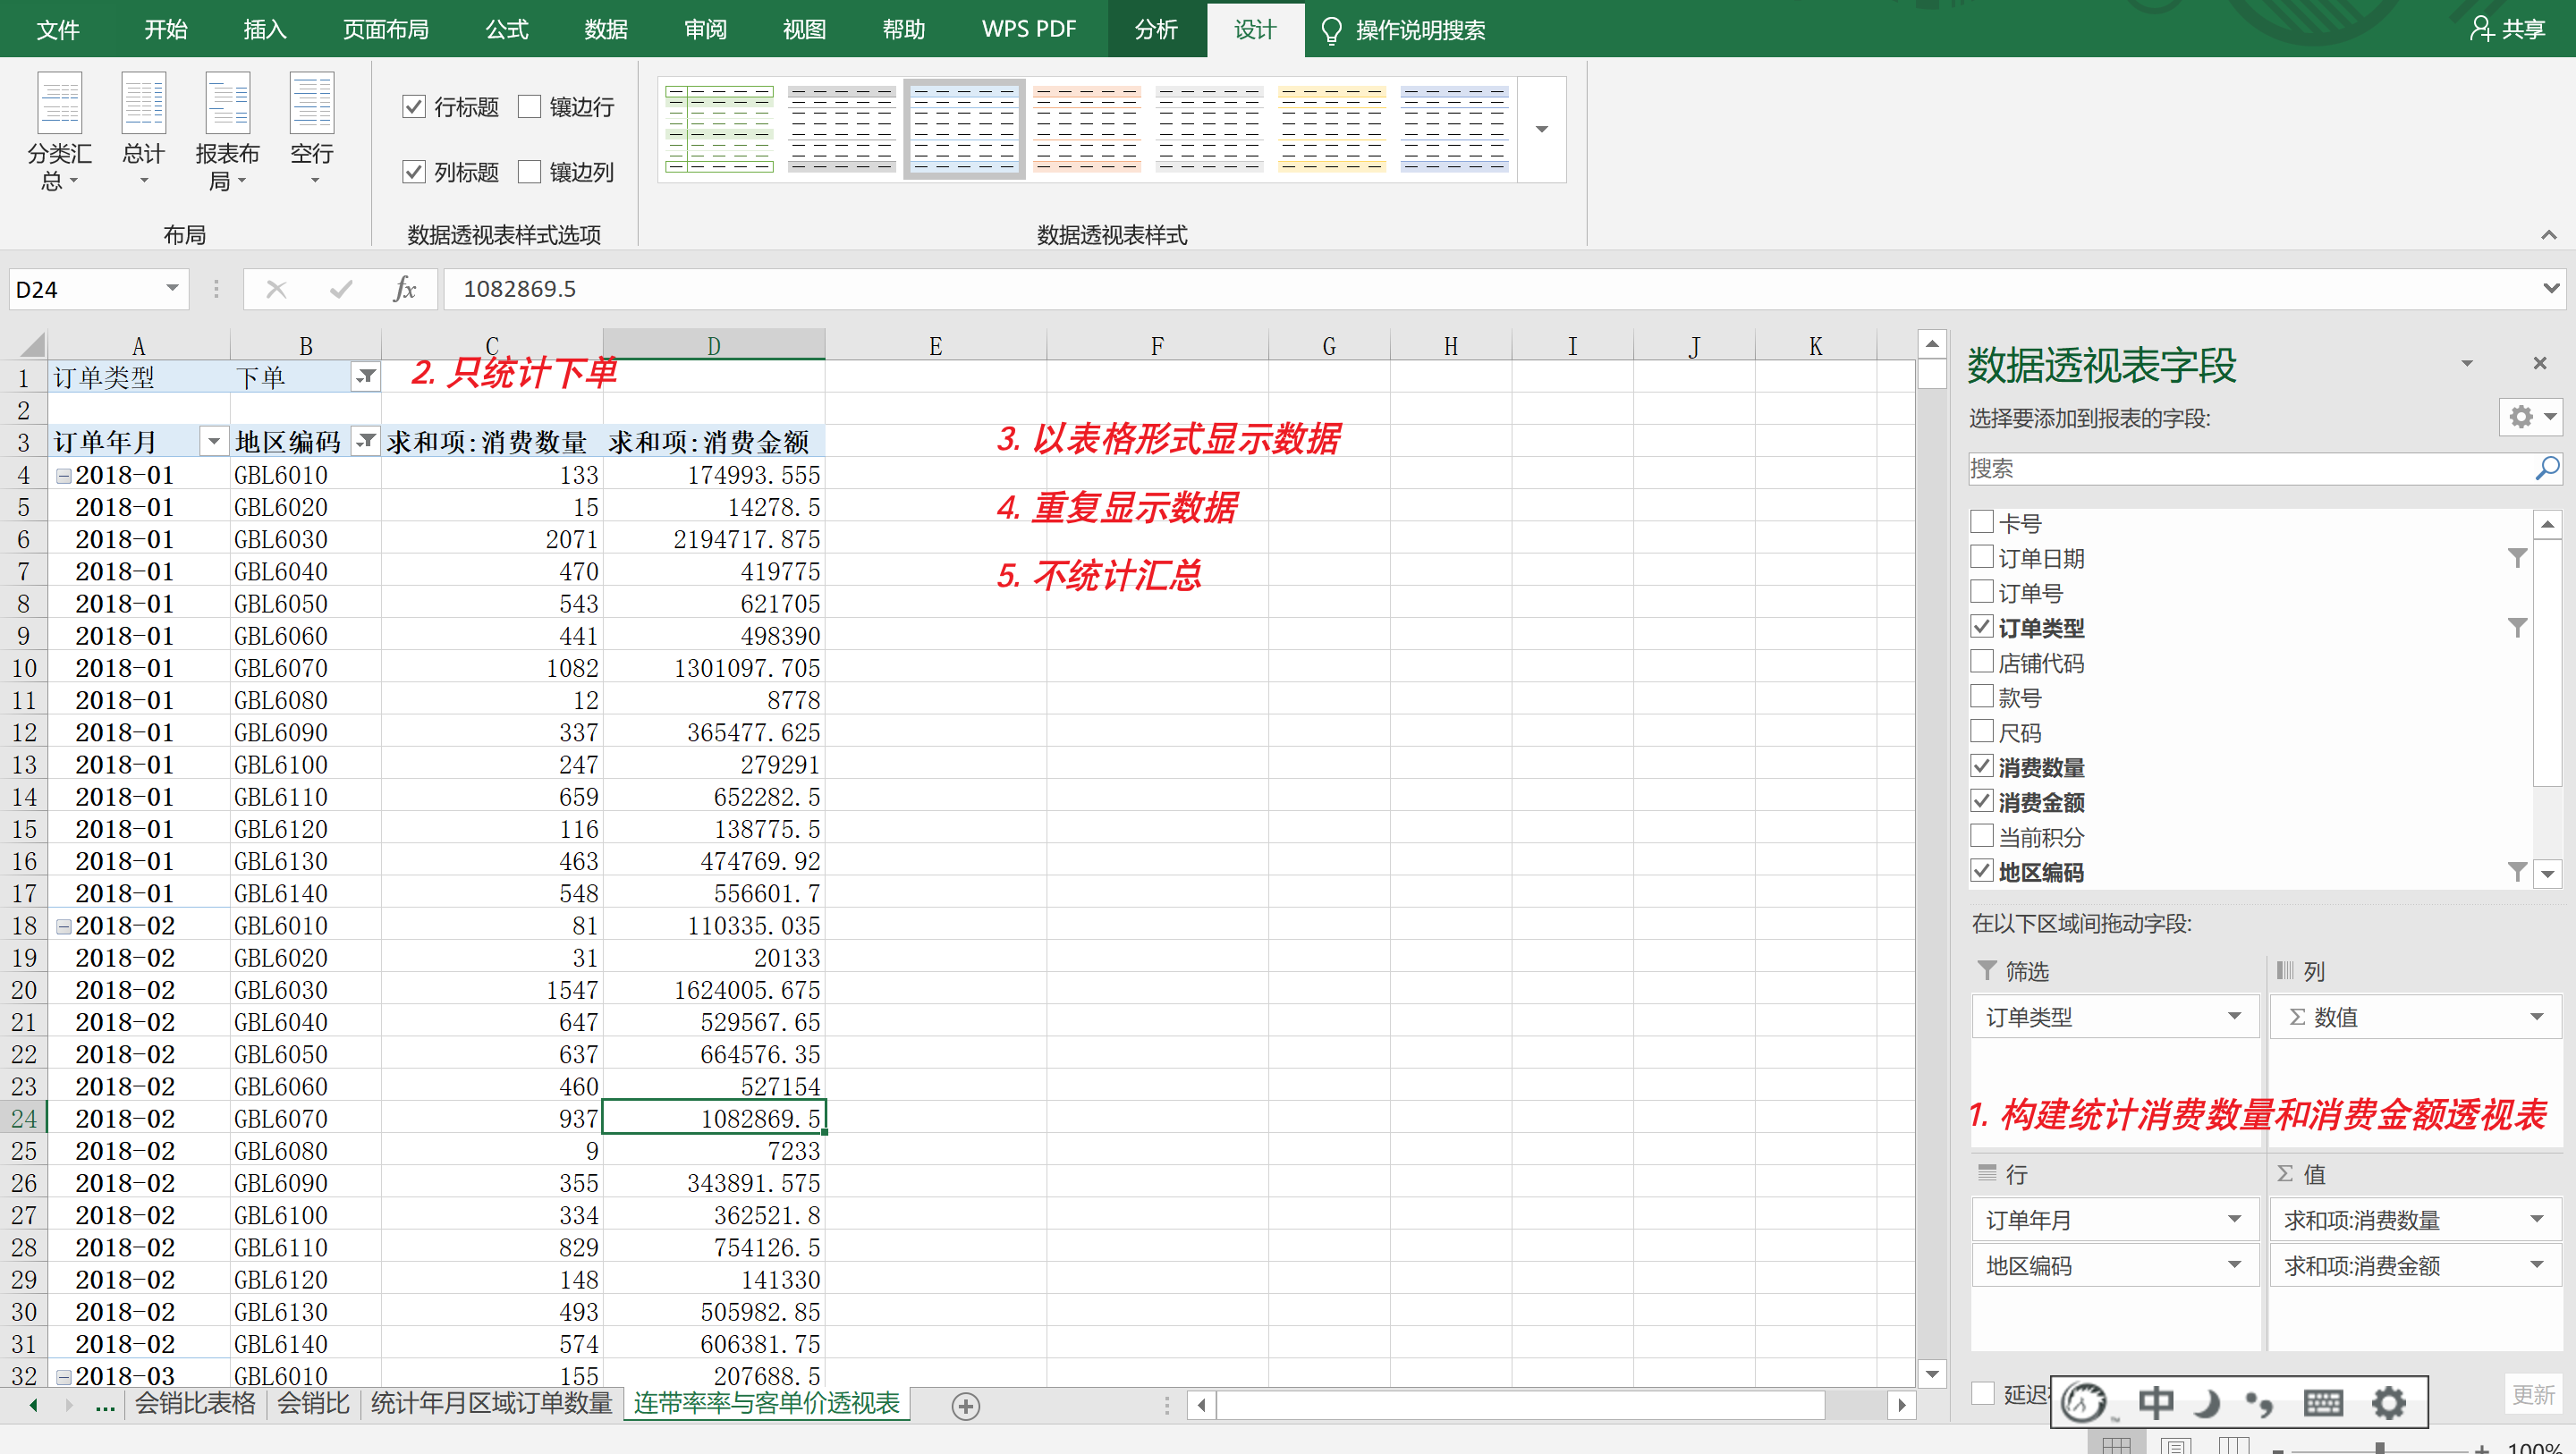 文件 开始 插入 页面布局 公式 数据 审阅 视图 帮助 WPS PDF 分析 设计 操作说明搜索 共享
分类汇总 总计 报表布局 空行
行标题 镶边行
列标题 镶边列
布局 数据透视表样式选项 数据透视表样式
D24 fx 1082869.5
A B C D E F G H I J K
1 订单类型 下单
2. 只统计下单
2
3 订单年月 地区编码 求和项:消费数量 求和项:消费金额
3. 以表格形式显示数据
4 2018-01 GBL6010 133 174993.555
5 2018-01 GBL6020 15 14278.5
4. 重复显示数据
6 2018-01 GBL6030 2071 2194717.875
7 2018-01 GBL6040 470 419775
5. 不统计汇总
8 2018-01 GBL6050 543 621705
9 2018-01 GBL6060 441 498390
10 2018-01 GBL6070 1082 1301097.705
11 2018-01 GBL6080 12 8778
12 2018-01 GBL6090 337 365477.625
13 2018-01 GBL6100 247 279291
14 2018-01 GBL6110 659 652282.5
15 2018-01 GBL6120 116 138775.5
16 2018-01 GBL6130 463 474769.92
17 2018-01 GBL6140 548 556601.7
18 2018-02 GBL6010 81 110335.035
19 2018-02 GBL6020 31 20133
20 2018-02 GBL6030 1547 1624005.675
21 2018-02 GBL6040 647 529567.65
22 2018-02 GBL6050 637 664576.35
23 2018-02 GBL6060 460 527154
24 2018-02 GBL6070 937 1082869.5
25 2018-02 GBL6080 9 7233
26 2018-02 GBL6090 355 343891.575
27 2018-02 GBL6100 334 362521.8
28 2018-02 GBL6110 829 754126.5
29 2018-02 GBL6120 148 141330
30 2018-02 GBL6130 493 505982.85
31 2018-02 GBL6140 574 606381.75
32 2018-03 GBL6010 155 207688.5
... 会销比表格 会销比 统计年月区域订单数量 连带率率与客单价透视表
数据透视表字段
选择要添加到报表的字段:
搜索
卡号
订单日期
订单号
订单类型
店铺代码
款号
尺码
消费数量
消费金额
当前积分
地区编码
在以下区域间拖动字段:
筛选 列
订单类型 Σ 数值
1. 构建统计消费数量和消费金额透视表
行 Σ 值
订单年月 求和项:消费数量
地区编码 求和项:消费金额
延迟 中 更新
100%